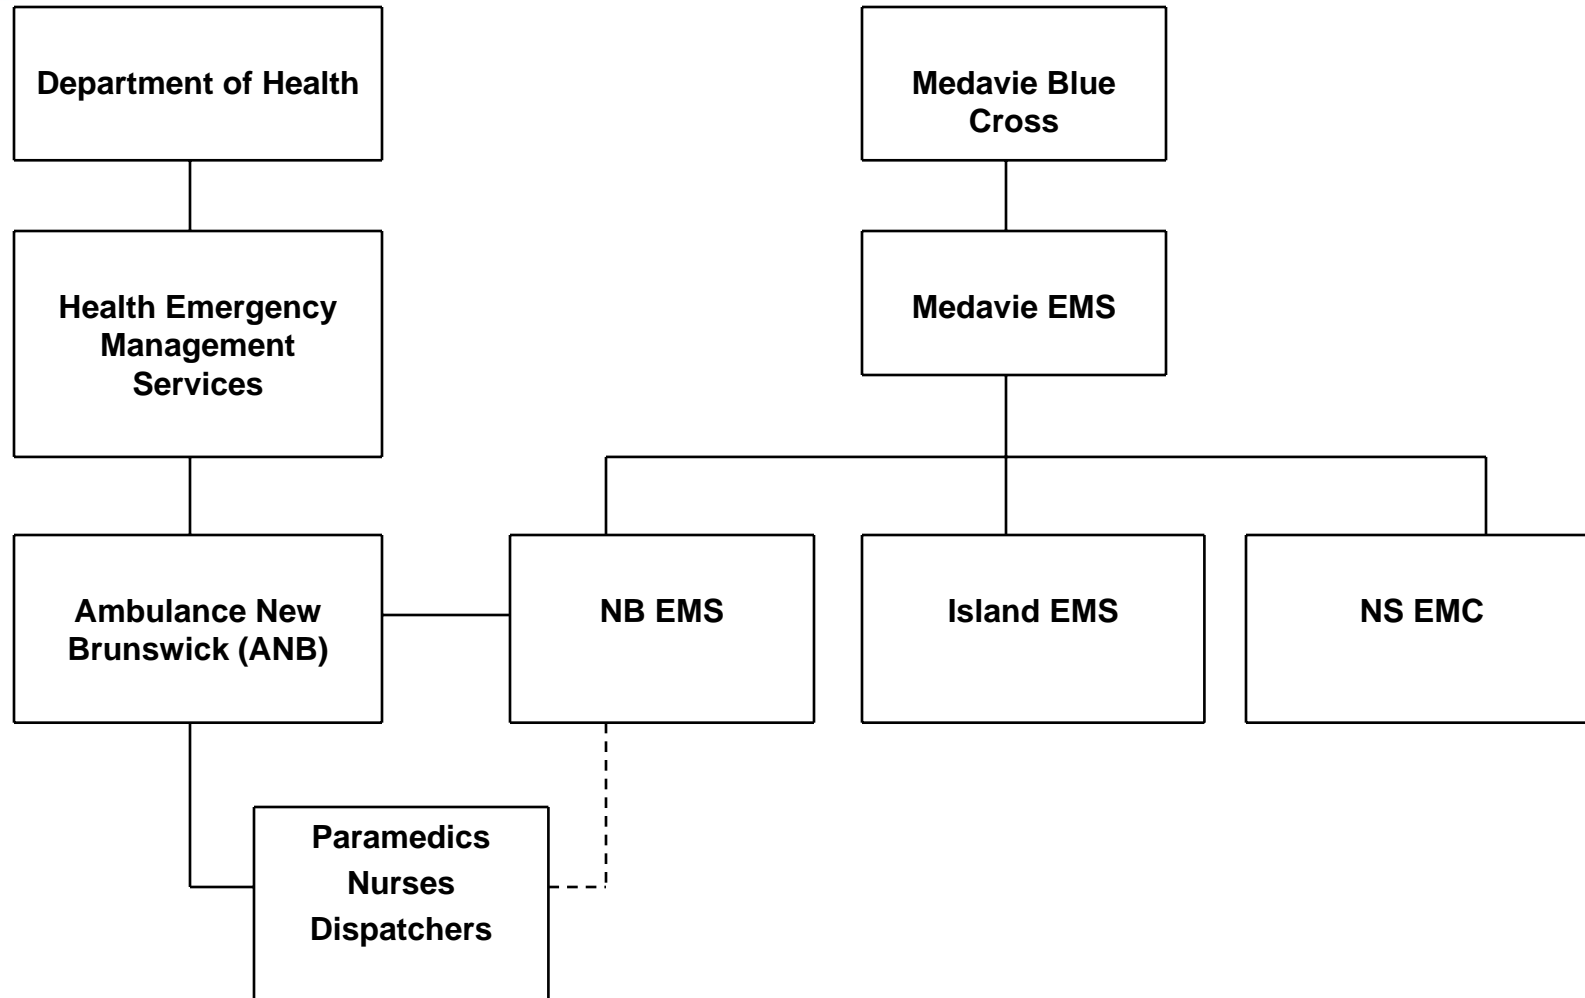 Department of Health
Medavie Blue
Cross
Health Emergency
Management
Services
Medavie EMS
Ambulance New
Brunswick (ANB)
NB EMS
Island EMS
NS EMC
Paramedics
Nurses
Dispatchers